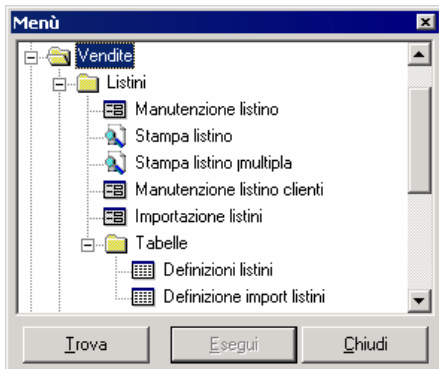 Menù
Vendite
Listini
Manutenzione listino
Stampa listino
Stampa listino multipla
Manutenzione listino clienti
Importazione listini
Tabelle
Definizioni listini
Definizione import listini
Trova Esegui Chiudi